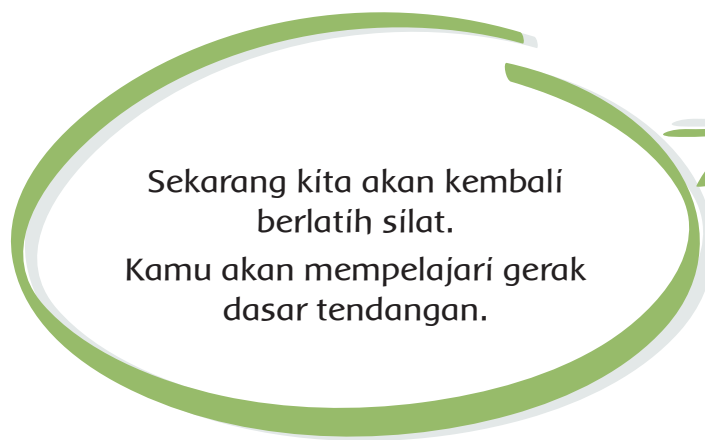 Sekarang kita akan kembali
berlatih silat.
Kamu akan mempelajari gerak
dasar tendangan.